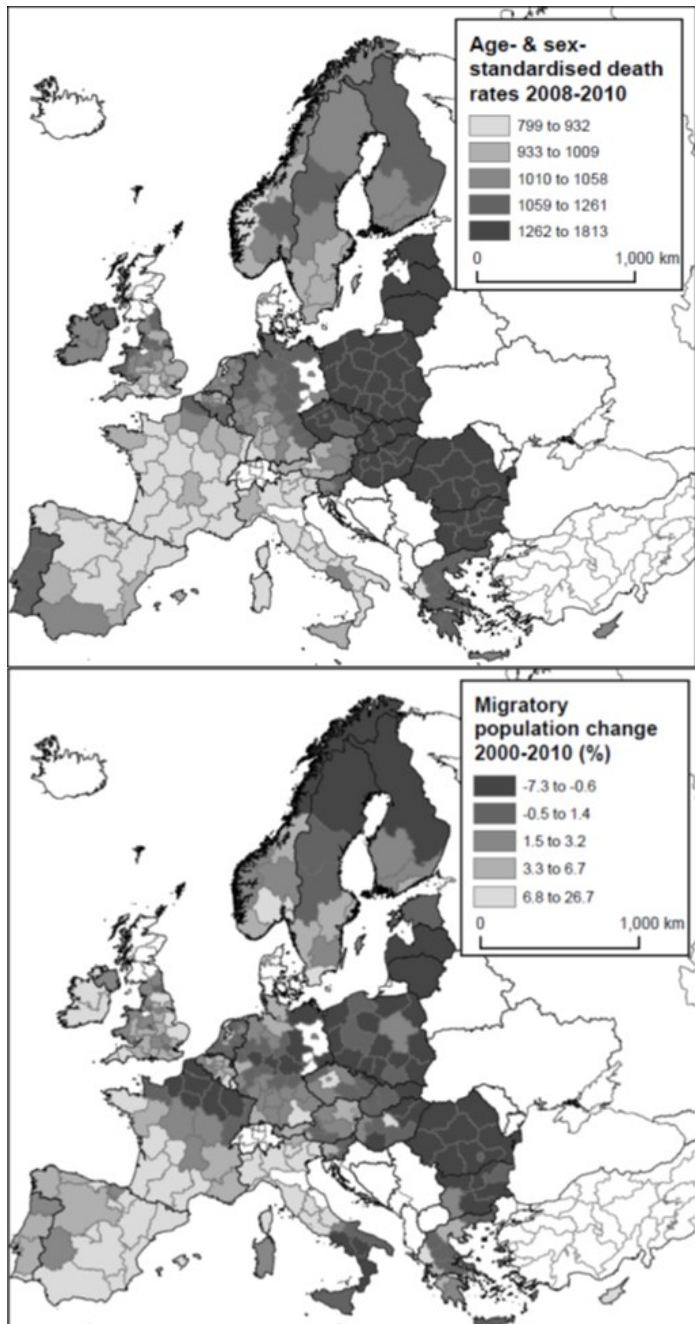 Age- & sex-
standardised death
rates 2008-2010
799 to 932
933 to 1009
1010 to 1058
1059 to 1261
1262 to 1813
0 1,000 km
Migratory
population change
2000-2010 (%)
-7.3 to -0.6
-0.5 to 1.4
1.5 to 3.2
3.3 to 6.7
6.8 to 26.7
0 1,000 km